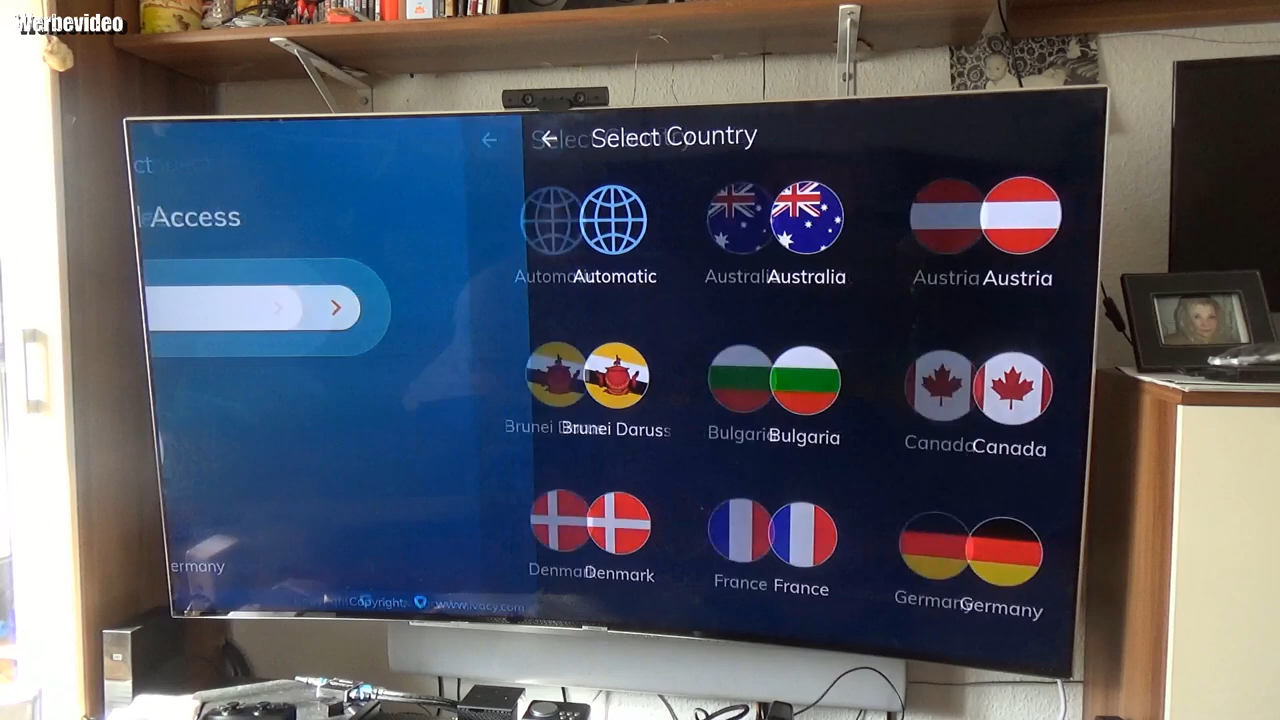 Werbevideo
Select Country
Access
Automatic
Australia
Austria
Brunei Daruss
Bulgaria
Canada
Denmark
France
Germany
ermany
Copyright:
www.ivacy.com